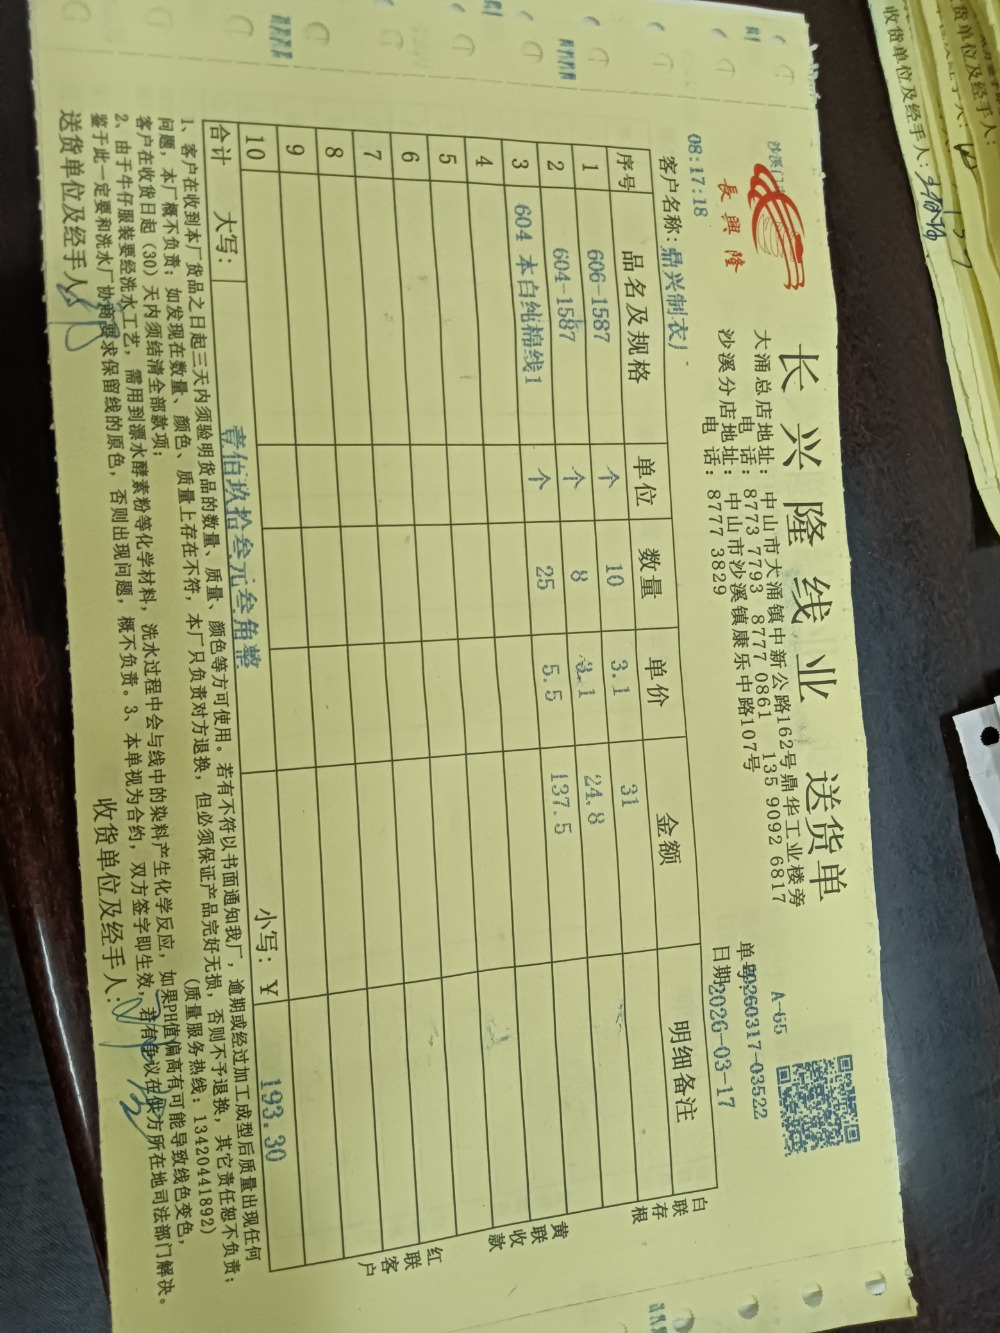 长兴隆线业 送货单
長興隆
大涌总店地址：中山市大涌镇中新公路162号鼎华工业楼旁
电 话：8773 7793 8777 0861 135 9092 6817
沙溪分店地址：中山市沙溪镇康乐中路107号
电 话：8777 3829
A-65
单号:20260317-03522
日期2026-03-17
08:17:18
客户名称:鼎兴制衣厂
序号 品名及规格 单位 数量 单价 金额 明细备注
1 606-1587 个 10 3.1 31
2 604-1587 个 8 3.1 24.8
3 604 本白纯棉线1 个 25 5.5 137.5
4
5
6
7
8
9
10
合计 大写： 壹佰玖拾叁元叁角整 小写：￥ 193.30
白联存根
黄联收款
红联客户
1、客户在收到本厂货品之日起三天内须验明货品的数量、质量、颜色等方可使用。若有不符以书面通知我厂，逾期或经过加工成型后质量出现任何
问题，本厂概不负责；如发现在数量、颜色、质量上存在不符，本厂只负责对方退换，但必须保证产品完好无损，否则不予退换，其它责任恕不负责；
客户在收货日起（30）天内须结清全部款项； （质量服务热线：13420441892）
2、由于牛仔服装要经洗水工艺，需用到漂水酵素粉等化学材料，洗水过程中会与线中的染料产生化学反应，如果PH值偏高有可能导致线色变色，
鉴于此一定要和洗水厂协商要求保留线的原色，否则出现问题，概不负责。3、本单视为合约，双方签字即生效，若有争议在供方所在地司法部门解决。
送货单位及经手人： 收货单位及经手人：
收货单位及经手人: